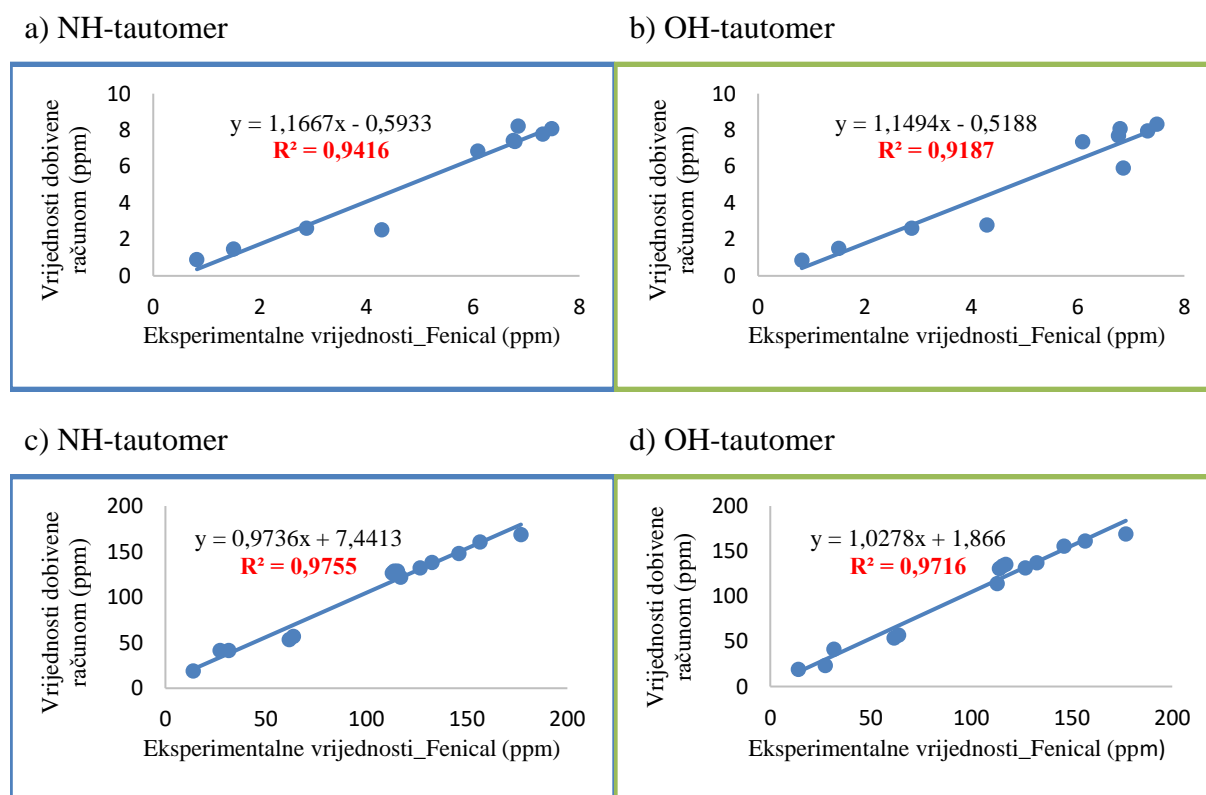 a) NH-tautomer
b) OH-tautomer
Vrijednosti dobivene
računom (ppm)
10
8
6
4
2
0
y = 1,1667x - 0,5933
R² = 0,9416
0 2 4 6 8
Eksperimentalne vrijednosti_Fenical (ppm)
Vrijednosti dobivene
računom (ppm)
10
8
6
4
2
0
y = 1,1494x - 0,5188
R² = 0,9187
0 2 4 6 8
Eksperimentalne vrijednosti_Fenical (ppm)
c) NH-tautomer
d) OH-tautomer
Vrijednosti dobivene
računom (ppm)
200
150
100
50
0
y = 0,9736x + 7,4413
R² = 0,9755
0 50 100 150 200
Eksperimentalne vrijednosti_Fenical (ppm)
Vrijednosti dobivene
računom (ppm)
200
150
100
50
0
y = 1,0278x + 1,866
R² = 0,9716
0 50 100 150 200
Eksperimentalne vrijednosti_Fenical (ppm)